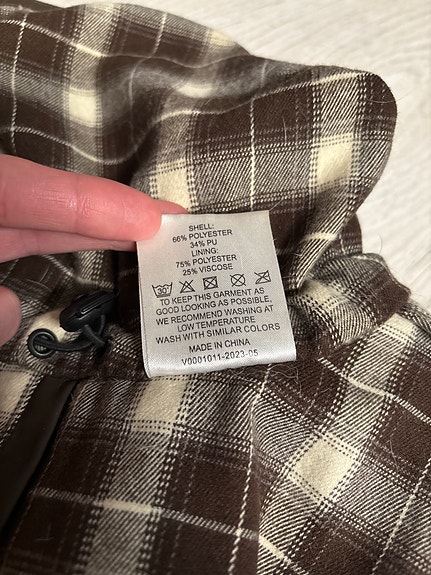 SHELL:
66% POLYESTER
34% PU
LINING:
75% POLYESTER
25% VISCOSE
30°
TO KEEP THIS GARMENT AS
GOOD LOOKING AS POSSIBLE,
WE RECOMMEND WASHING AT
LOW TEMPERATURE
WASH WITH SIMILAR COLORS
MADE IN CHINA
V0001011-2023-05